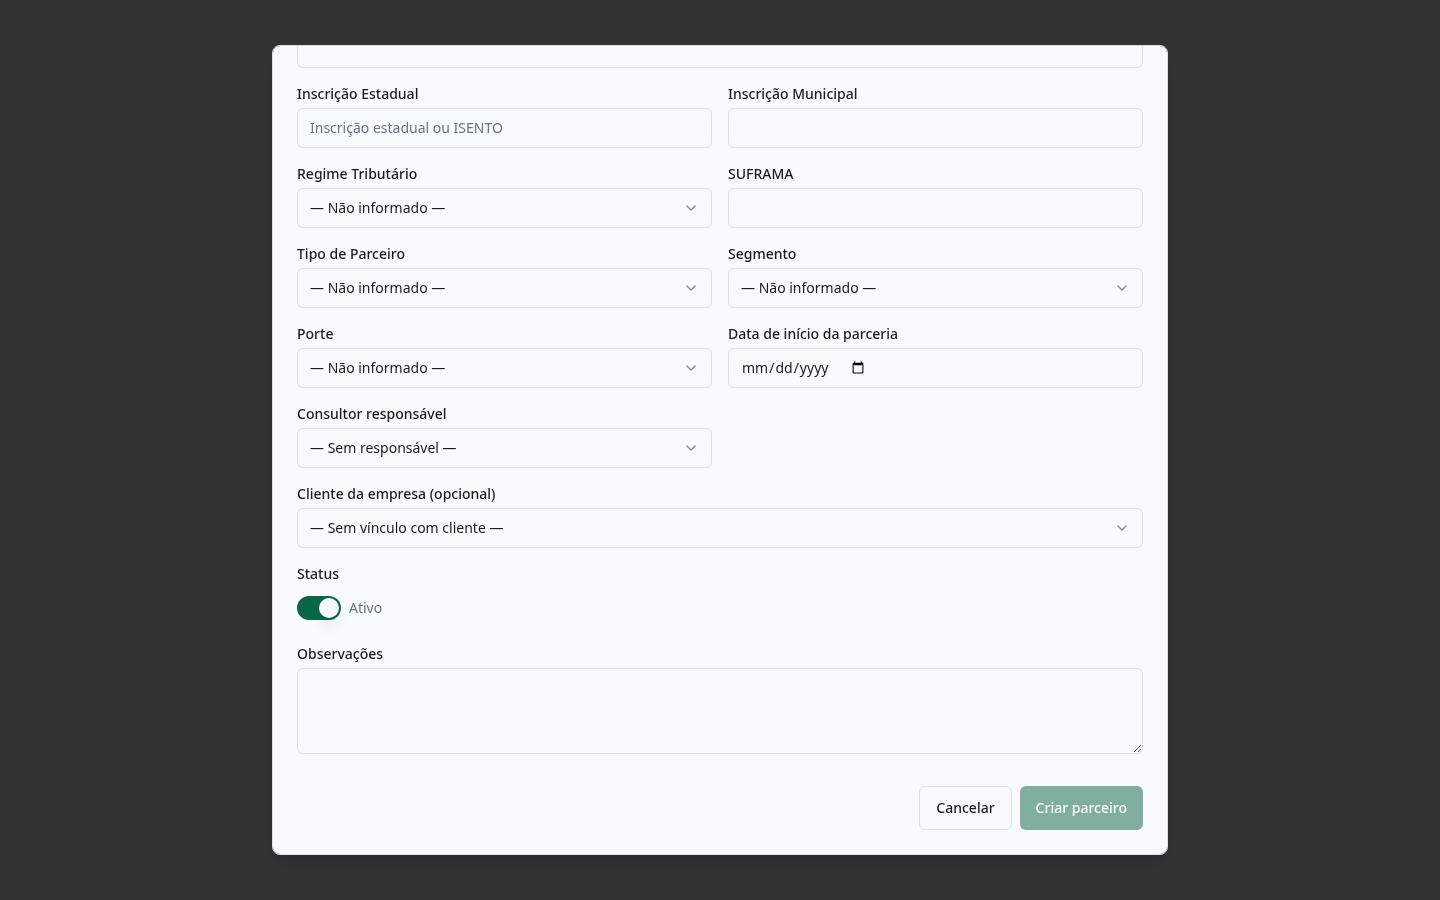 Inscrição Estadual
Inscrição Municipal
Inscrição estadual ou ISENTO
Regime Tributário
SUFRAMA
— Não informado —
Tipo de Parceiro
Segmento
— Não informado —
— Não informado —
Porte
Data de início da parceria
— Não informado —
mm/dd/yyyy
Consultor responsável
— Sem responsável —
Cliente da empresa (opcional)
— Sem vínculo com cliente —
Status
Ativo
Observações
Cancelar
Criar parceiro